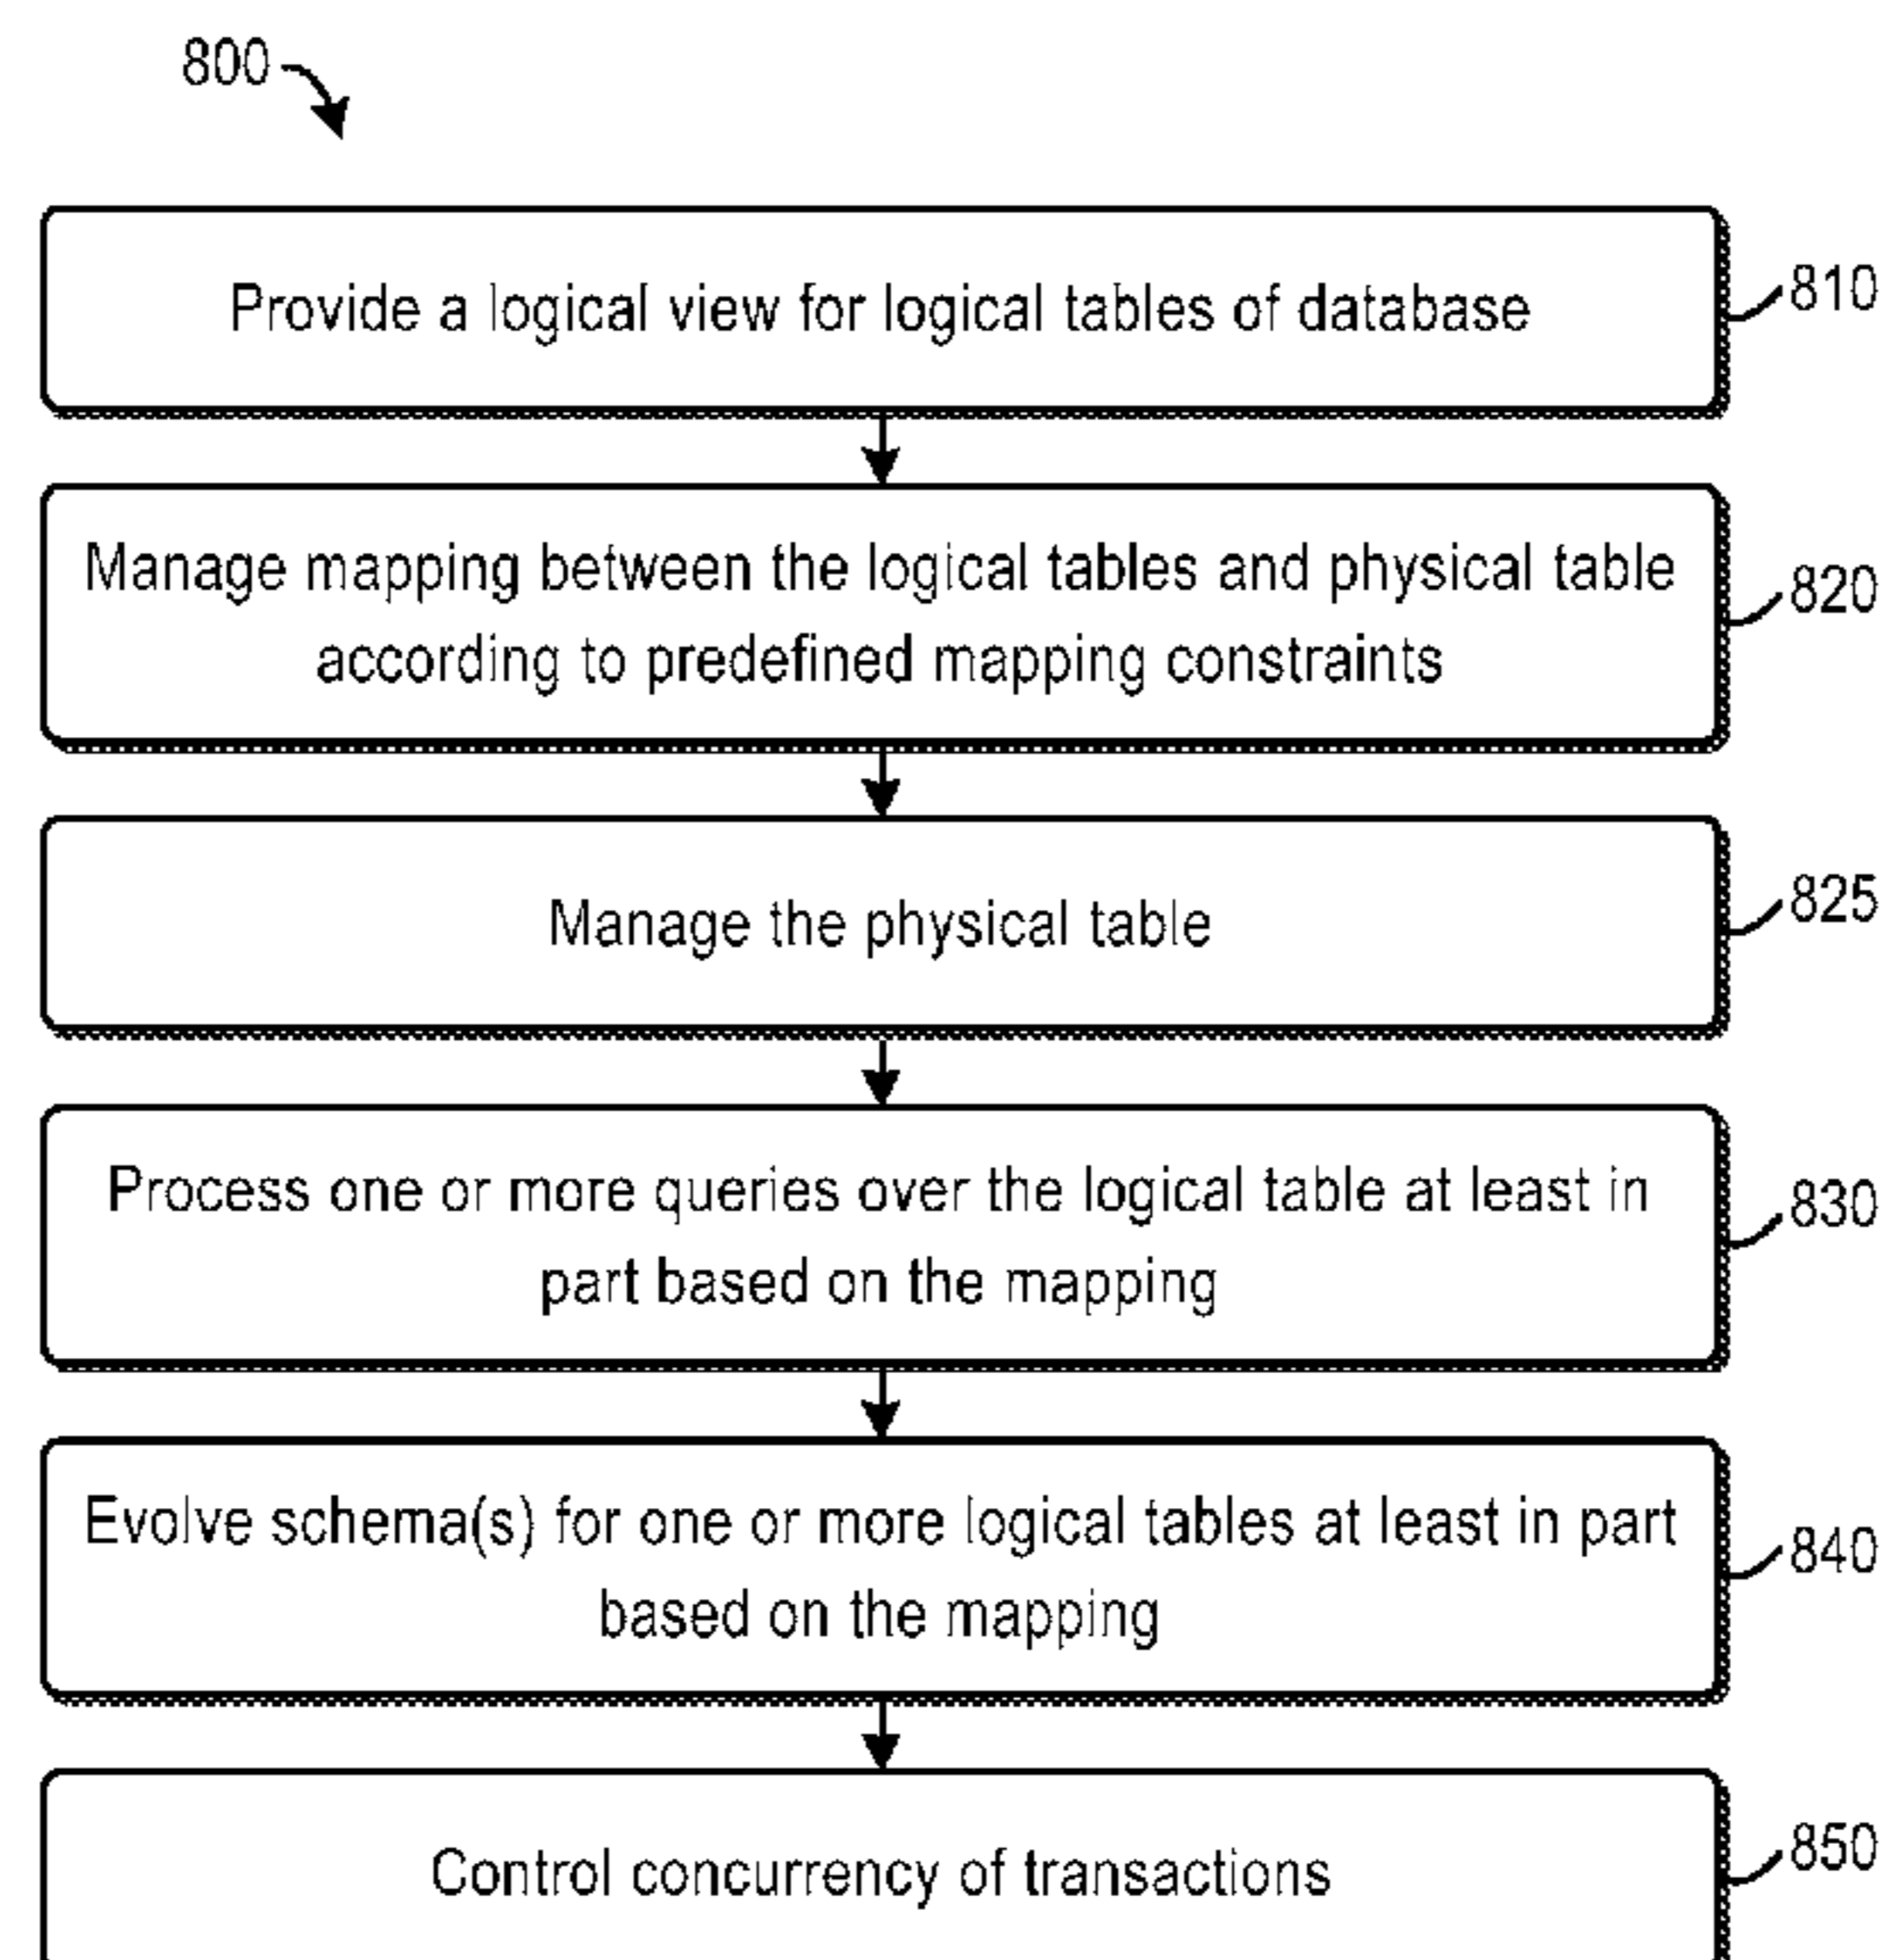 800
Provide a logical view for logical tables of database
810
Manage mapping between the logical tables and physical table
according to predefined mapping constraints
820
Manage the physical table
825
Process one or more queries over the logical table at least in
part based on the mapping
830
Evolve schema(s) for one or more logical tables at least in part
based on the mapping
840
Control concurrency of transactions
850